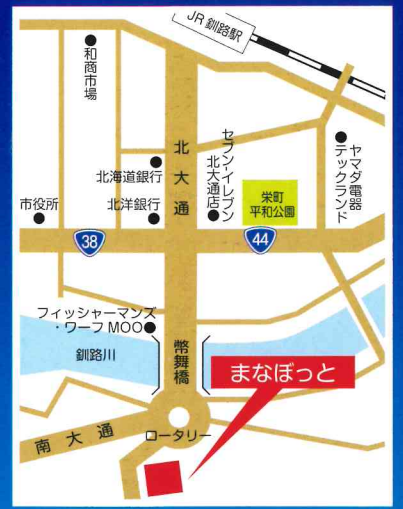 JR 釧路駅
和商市場
北大通
セブン-イレブン
北大通店
ヤマダ電器
テックランド
北海道銀行
北洋銀行
市役所
栄町
平和公園
38
44
フィッシャーマンズ
・ワーフ MOO
釧路川
幣舞橋
まなぼっと
ロータリー
南大通